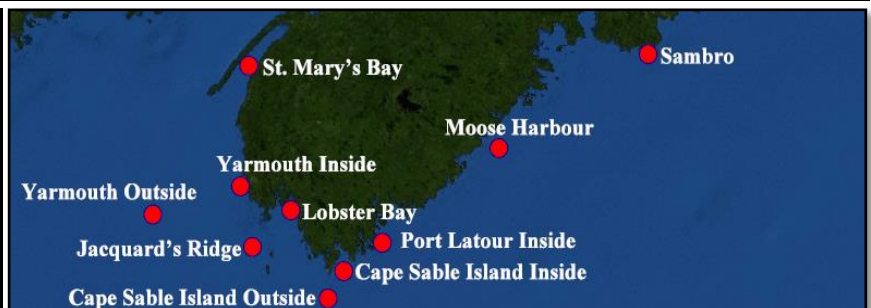 Sambro
St. Mary's Bay
Moose Harbour
Yarmouth Inside
Yarmouth Outside
Lobster Bay
Port Latour Inside
Jacquard's Ridge
Cape Sable Island Inside
Cape Sable Island Outside